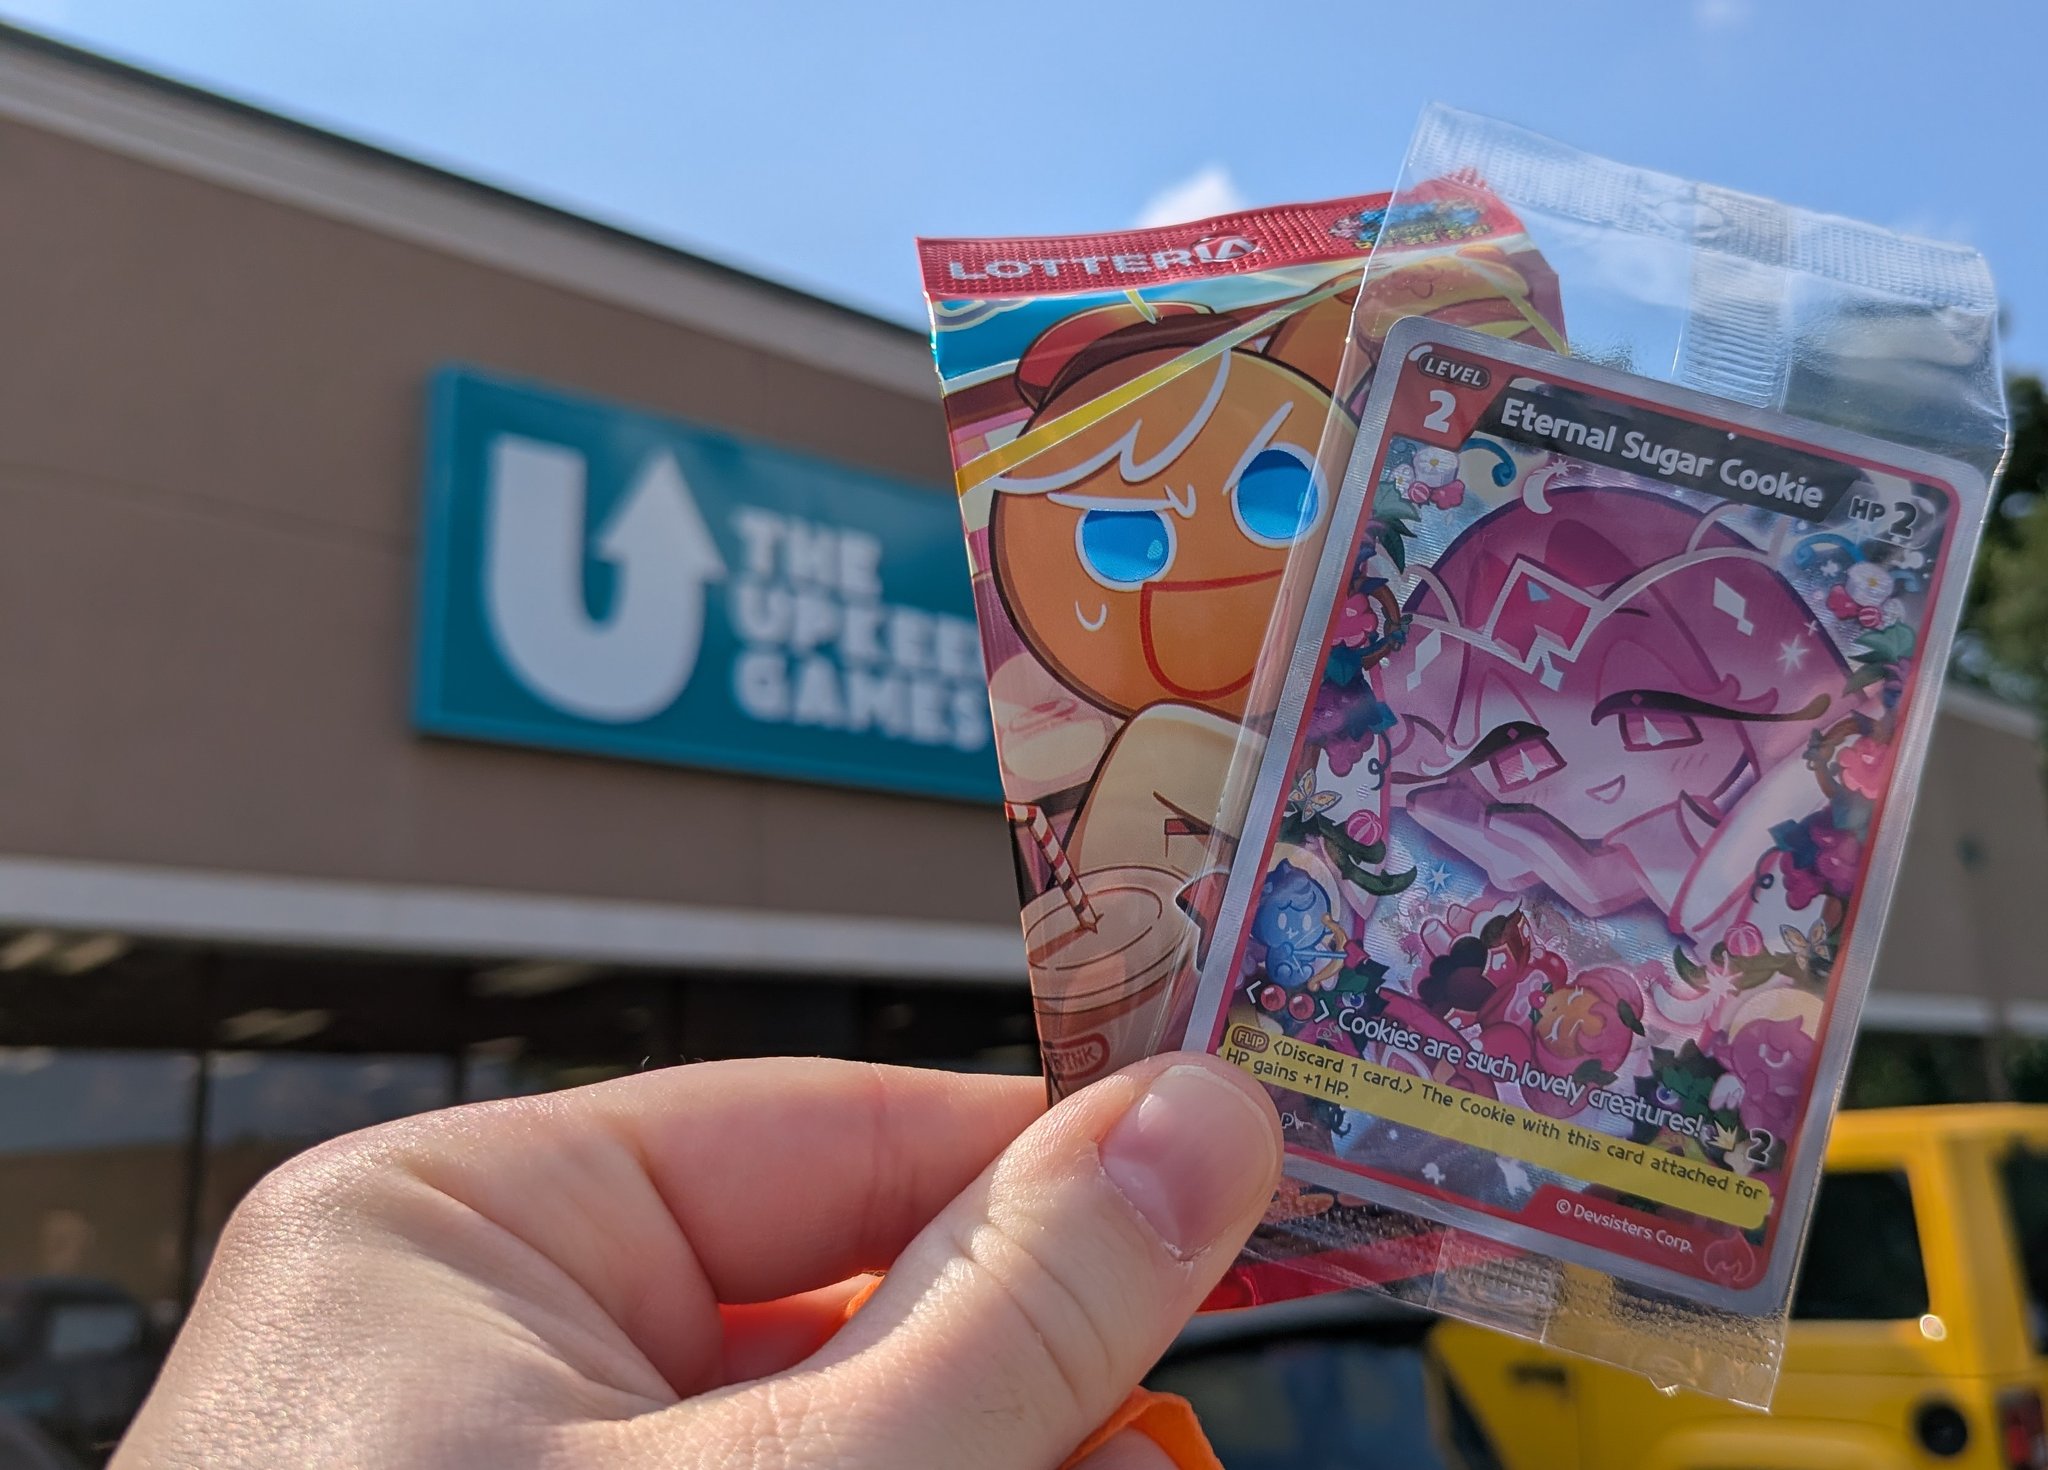 THE
UPKEEP
GAMES
LOTTERIA
LEVEL
2
Eternal Sugar Cookie
HP 2
< > Cookies are such lovely creatures!
2
FLIP <Discard 1 card.> The Cookie with this card attached for
HP gains +1 HP.
P
© Devsisters Corp.